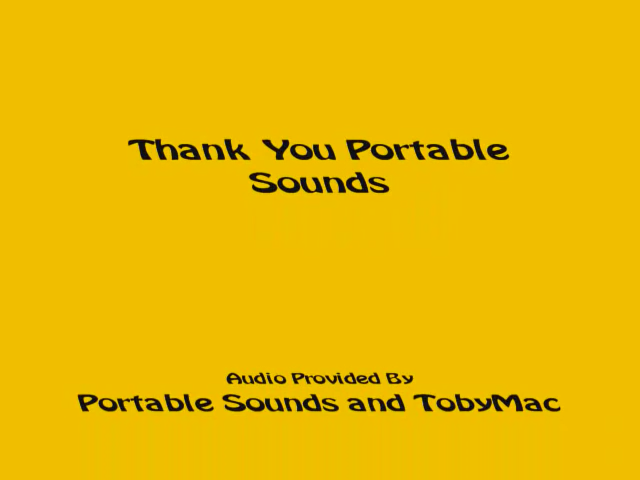 Thank You Portable
Sounds
Audio Provided By
Portable Sounds and TobyMac